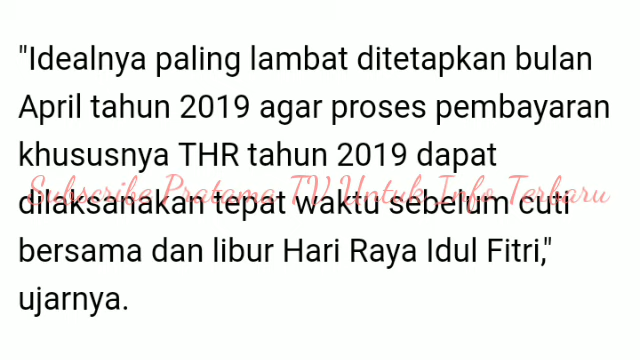 "Idealnya paling lambat ditetapkan bulan
April tahun 2019 agar proses pembayaran
khususnya THR tahun 2019 dapat
Subscribe Pratama TV Untuk Info Terbaru
dilaksanakan tepat waktu sebelum cuti
bersama dan libur Hari Raya Idul Fitri,"
ujarnya.